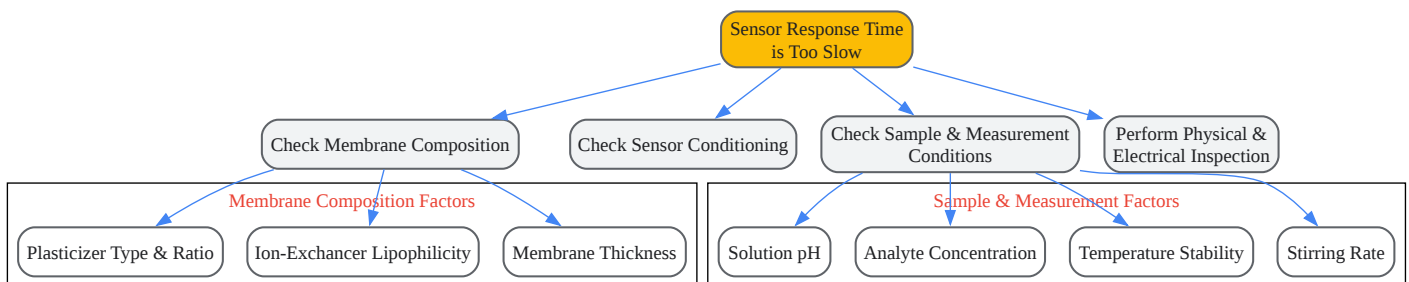 Sensor Response Time
is Too Slow
Check Membrane Composition
Check Sensor Conditioning
Check Sample & Measurement
Conditions
Perform Physical &
Electrical Inspection
Membrane Composition Factors
Sample & Measurement Factors
Plasticizer Type & Ratio
Ion-Exchancer Lipophilicity
Membrane Thickness
Solution pH
Analyte Concentration
Temperature Stability
Stirring Rate